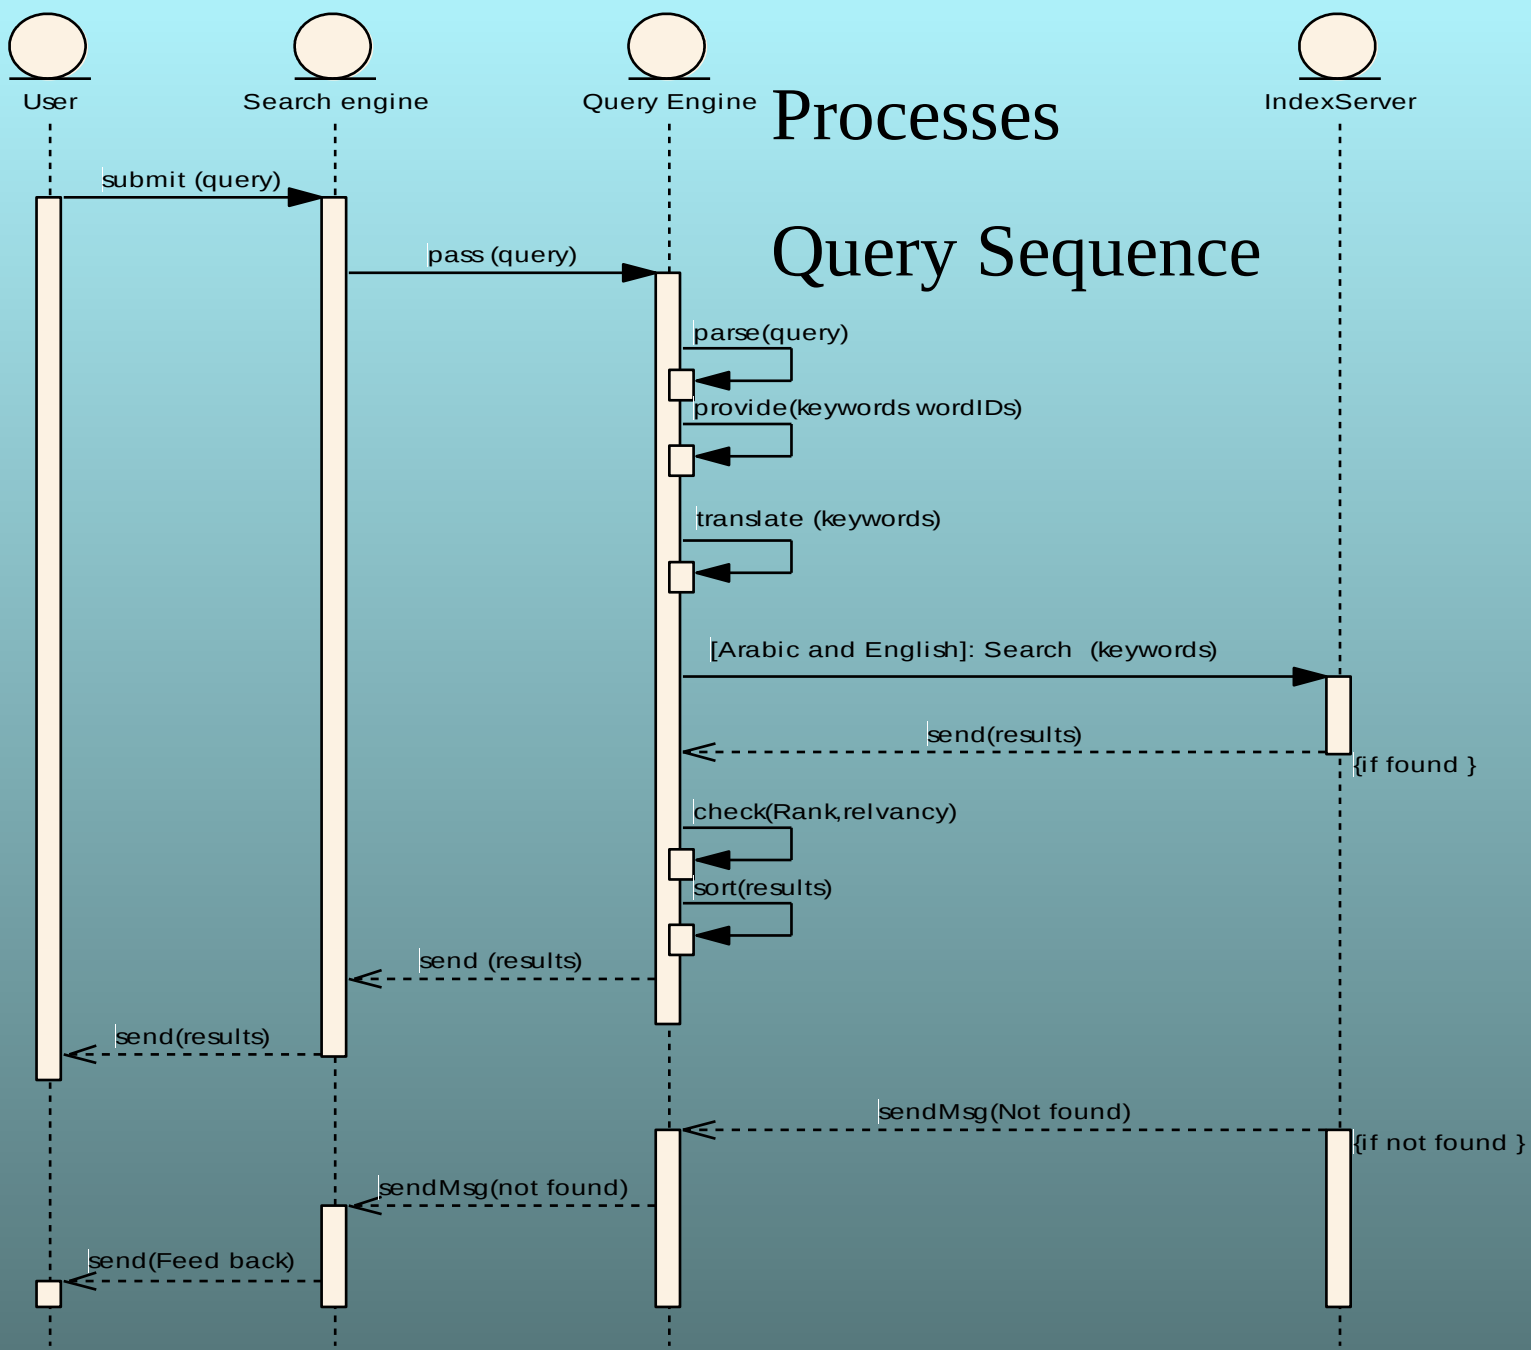 User
Search engine
Query Engine
IndexServer
Processes
Query Sequence
submit (query)
pass (query)
parse(query)
provide(keywords wordIDs)
translate (keywords)
[Arabic and English]: Search (keywords)
send(results)
{if found }
check(Rank,relvancy)
sort(results)
send (results)
send(results)
sendMsg(Not found)
{if not found }
sendMsg(not found)
send(Feed back)